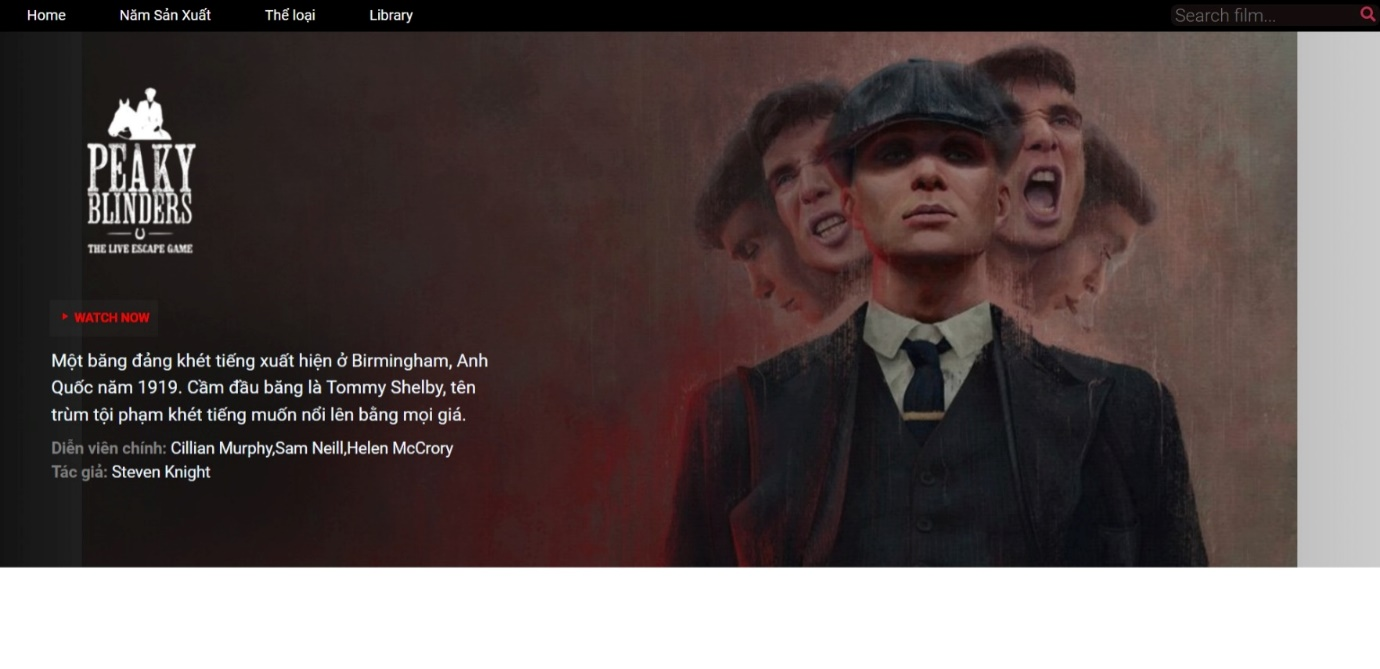 Home Năm Sản Xuất Thể loại Library Search film...
PEAKY
BLINDERS
THE LIVE ESCAPE GAME
WATCH NOW
Một băng đảng khét tiếng xuất hiện ở Birmingham, Anh
Quốc năm 1919. Cầm đầu băng là Tommy Shelby, tên
trùm tội phạm khét tiếng muốn nổi lên bằng mọi giá.
Diễn viên chính: Cillian Murphy,Sam Neill,Helen McCrory
Tác giả: Steven Knight